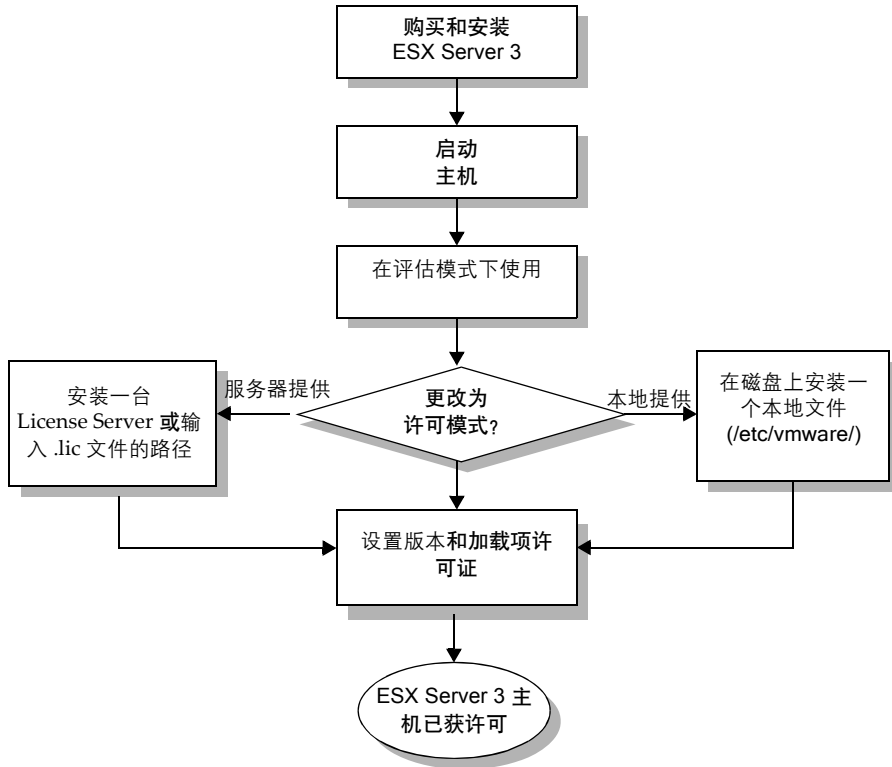 购买和安装
ESX Server 3
启动
主机
在评估模式下使用
服务器提供
安装一台
License Server 或输
入 .lic 文件的路径
更改为
许可模式?
本地提供
在磁盘上安装一
个本地文件
(/etc/vmware/)
设置版本和加载项许
可证
ESX Server 3 主
机已获许可